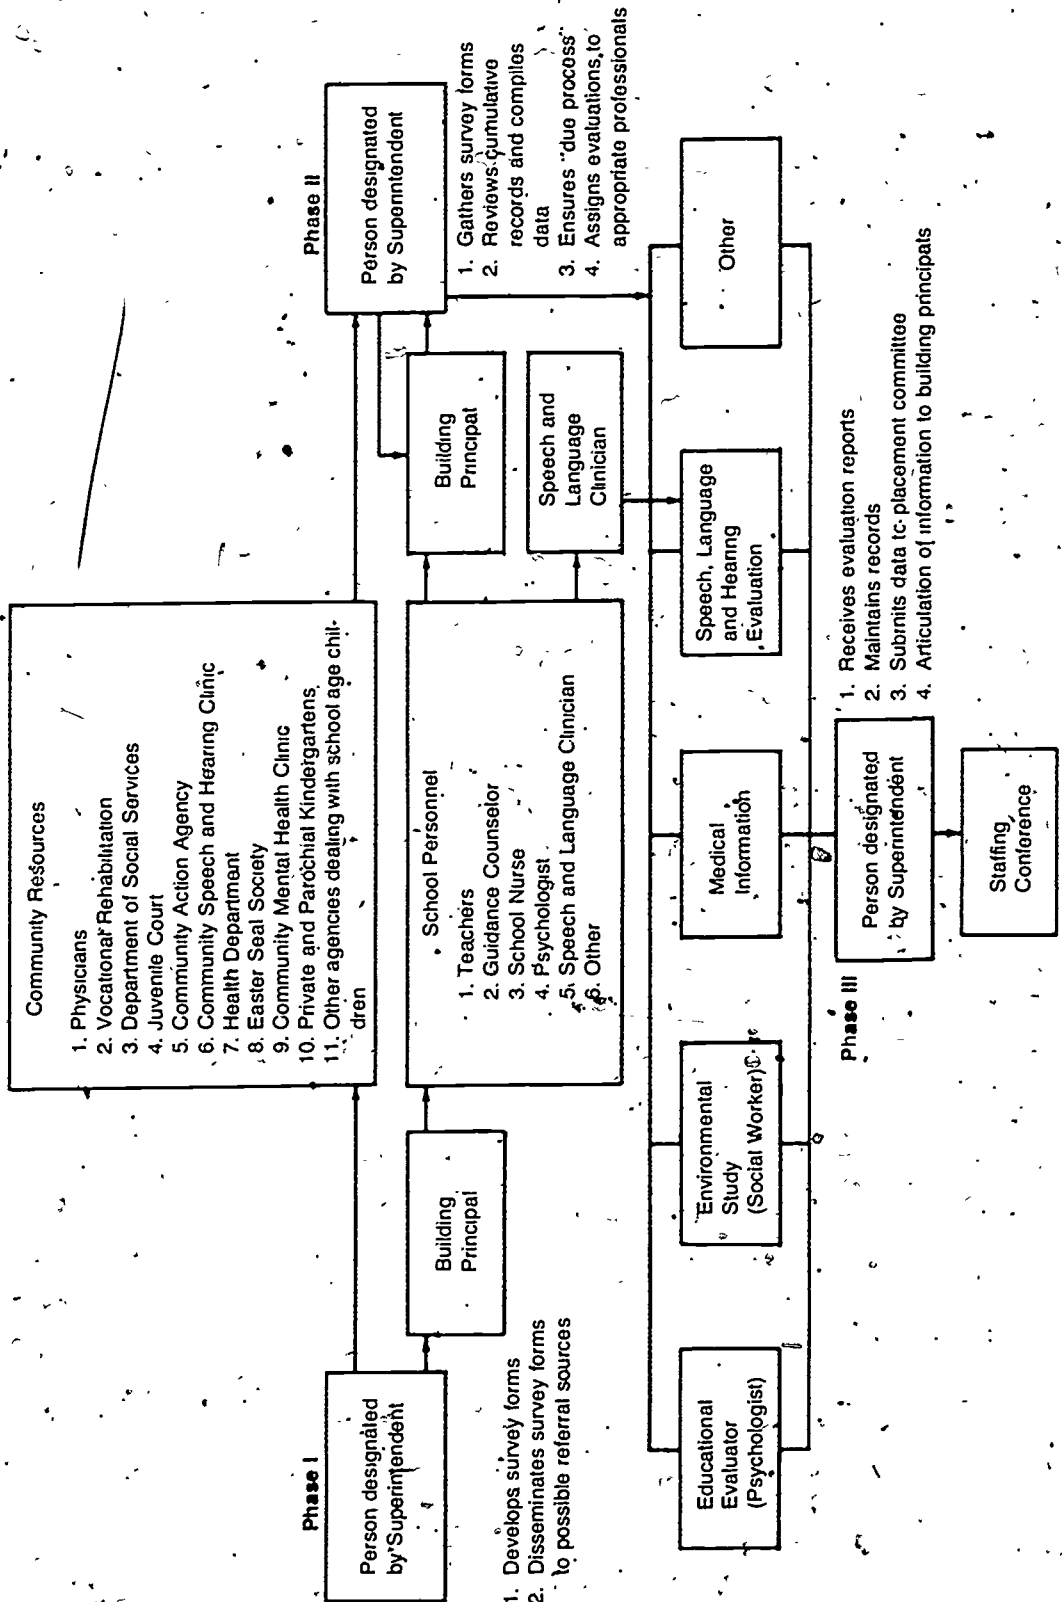 Phase I
Person designated
by Superintendent
1. Develops survey forms
2. Disseminates survey forms
to possible referral sources
Building
Principal
Community Resources
1. Physicians
2. Vocational Rehabilitation
3. Department of Social Services
4. Juvenile Court
5. Community Action Agency
6. Community Speech and Hearing Clinic
7. Health Department
8. Easter Seal Society
9. Community Mental Health Clinic
10. Private and Parochial Kindergartens
11. Other agencies dealing with school age chil-
dren
School Personnel
1. Teachers
2. Guidance Counselor
3. School Nurse
4. Psychologist
5. Speech and Language Clinician
6. Other
Building
Principal
Speech and
Language
Clinician
Phase II
Person designated
by Superintendent
1. Gathers survey forms
2. Reviews cumulative
records and compiles
data
3. Ensures "due process"
4. Assigns evaluations to
appropriate professionals
Educational
Evaluator
(Psychologist)
Environmental
Study
(Social Worker)
Medical
Information
Speech, Language
and Hearing
Evaluation
Other
Phase III
Person designated
by Superintendent
1. Receives evaluation reports
2. Maintains records
3. Submits data to placement committee
4. Articulation of information to building principals
Staffing
Conference